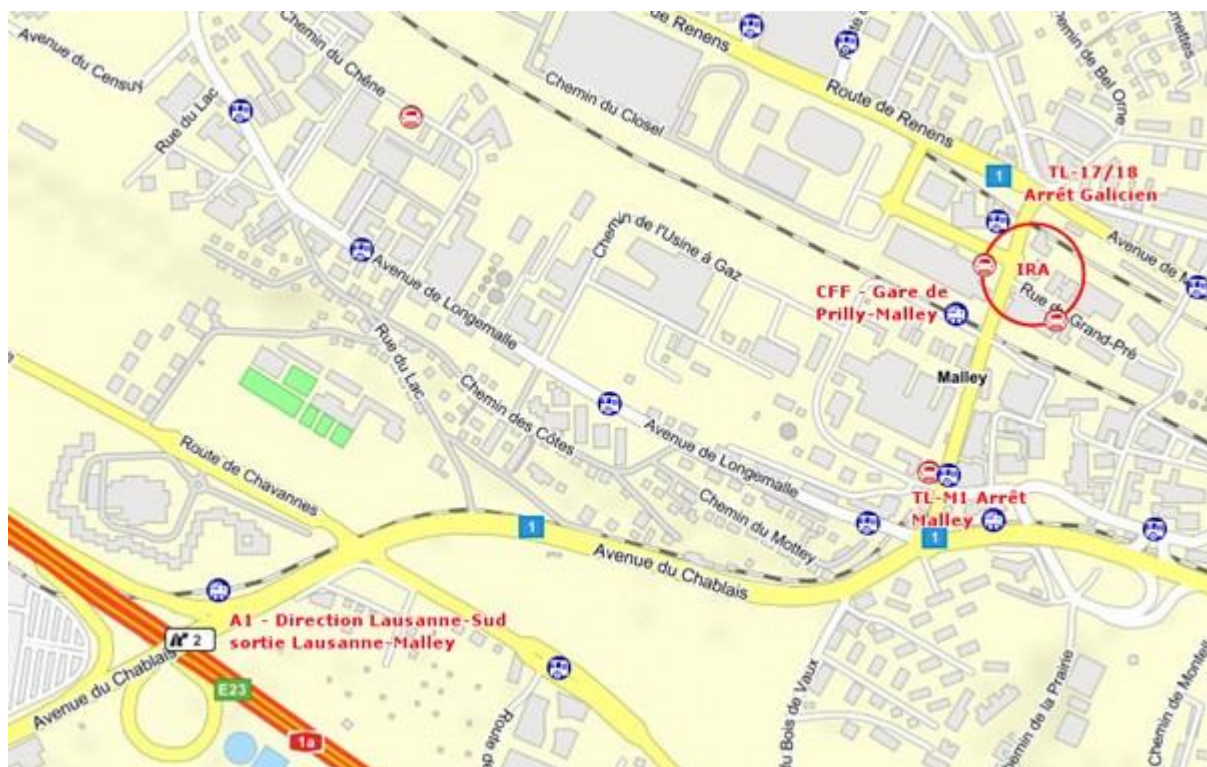 Avenue du Censuy
Rue du Lac
Chemin du Chêne
de Renens
Chemin du Closel
Route de Renens
Chemin de Bel Orne
1
TL-17/18
Arrêt Galicien
Avenue de
IRA
Rue du Grand-Pré
Chemin de l'Usine à Gaz
CFF - Gare de
Prilly-Malley
Malley
Avenue de Longemalle
Rue du Lac
Chemin des Côtes
Avenue de Longemalle
Chemin du Mottey
TL-M1 Arrêt
Malley
1
Route de Chavannes
1
Avenue du Chablais
A1 - Direction Lausanne-Sud
sortie Lausanne-Malley
2
Avenue du Chablais
E23
1a
Route de
du Bois de Vaux
Chemin de la Prairie
Chemin de Montel